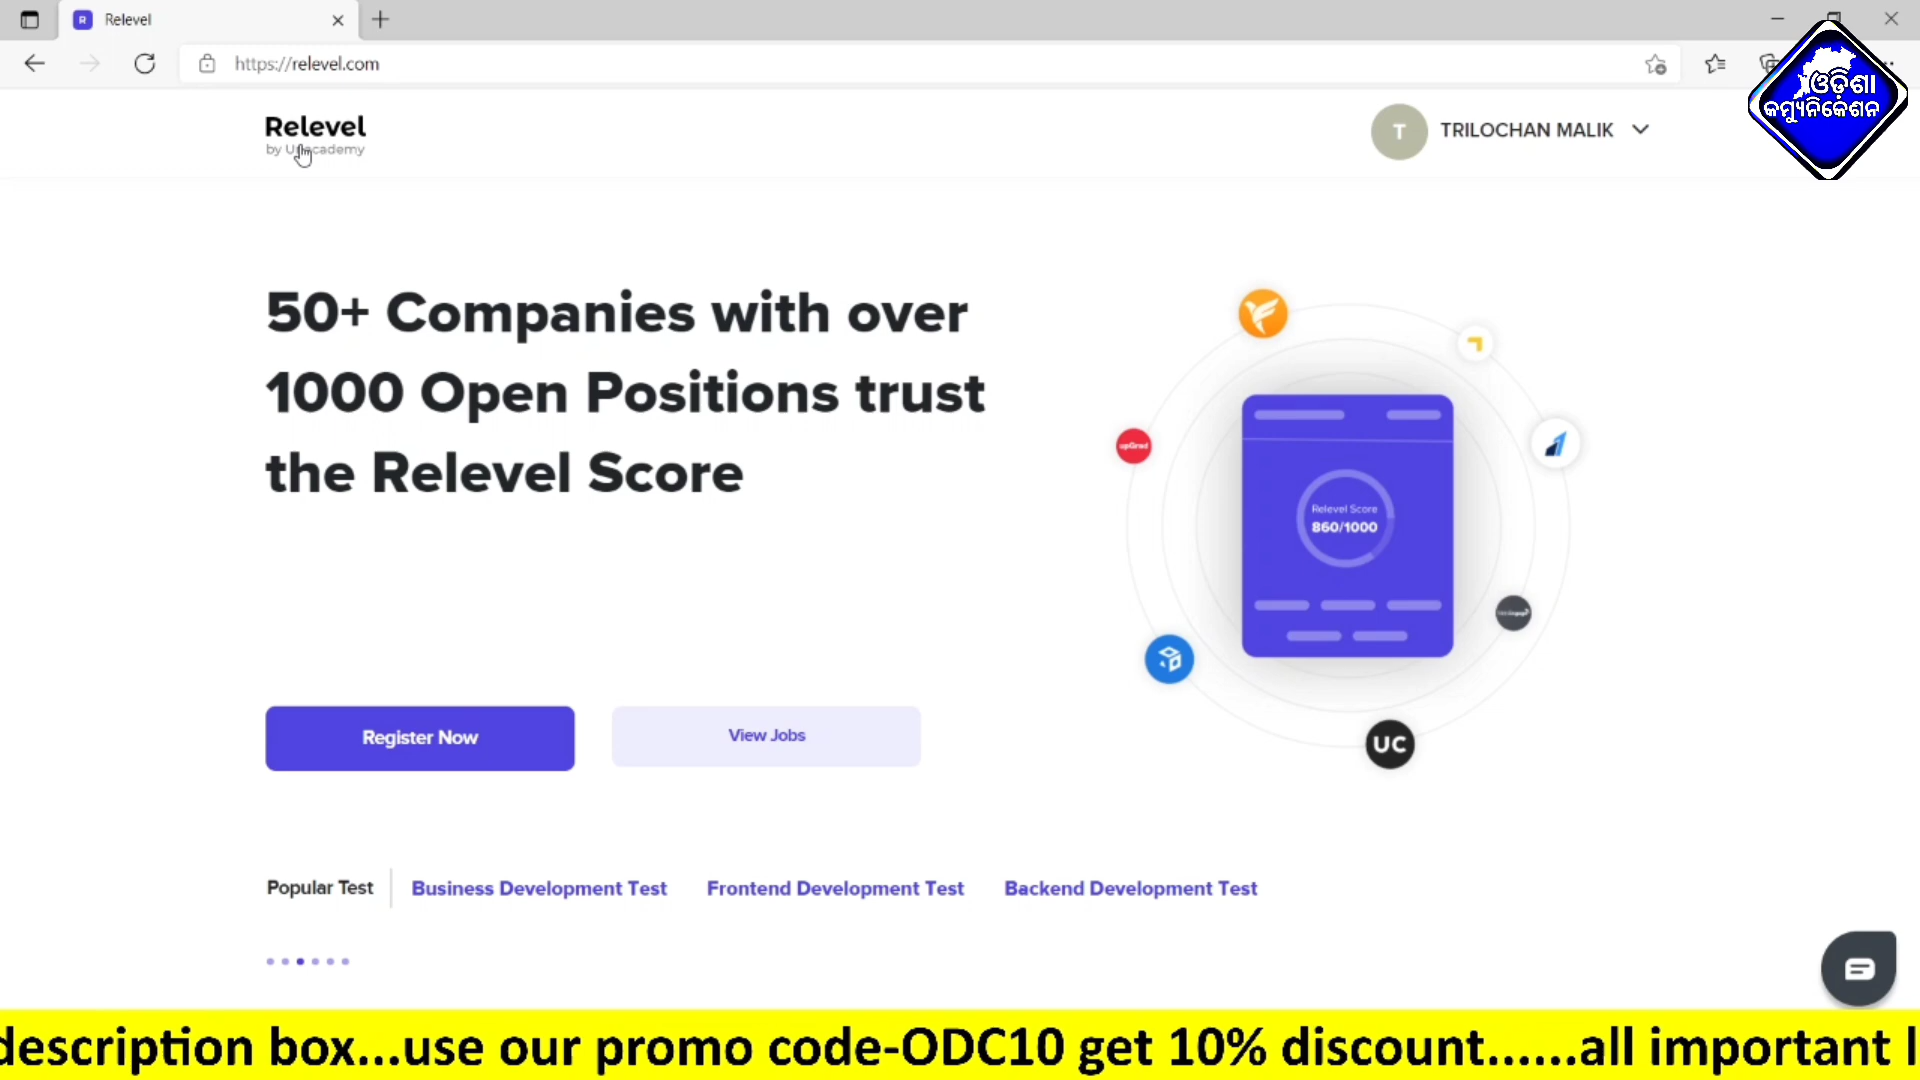 Relevel
https://relevel.com
Relevel
by Unacademy
TRILOCHAN MALIK
ଓଡ଼ିଶା
କମ୍ୟୁନିକେଶନ
50+ Companies with over
1000 Open Positions trust
the Relevel Score
upGrad
Relevel Score
860/1000
UC
Register Now
View Jobs
Popular Test
Business Development Test
Frontend Development Test
Backend Development Test
description box...use our promo code-ODC10 get 10% discount......all important l